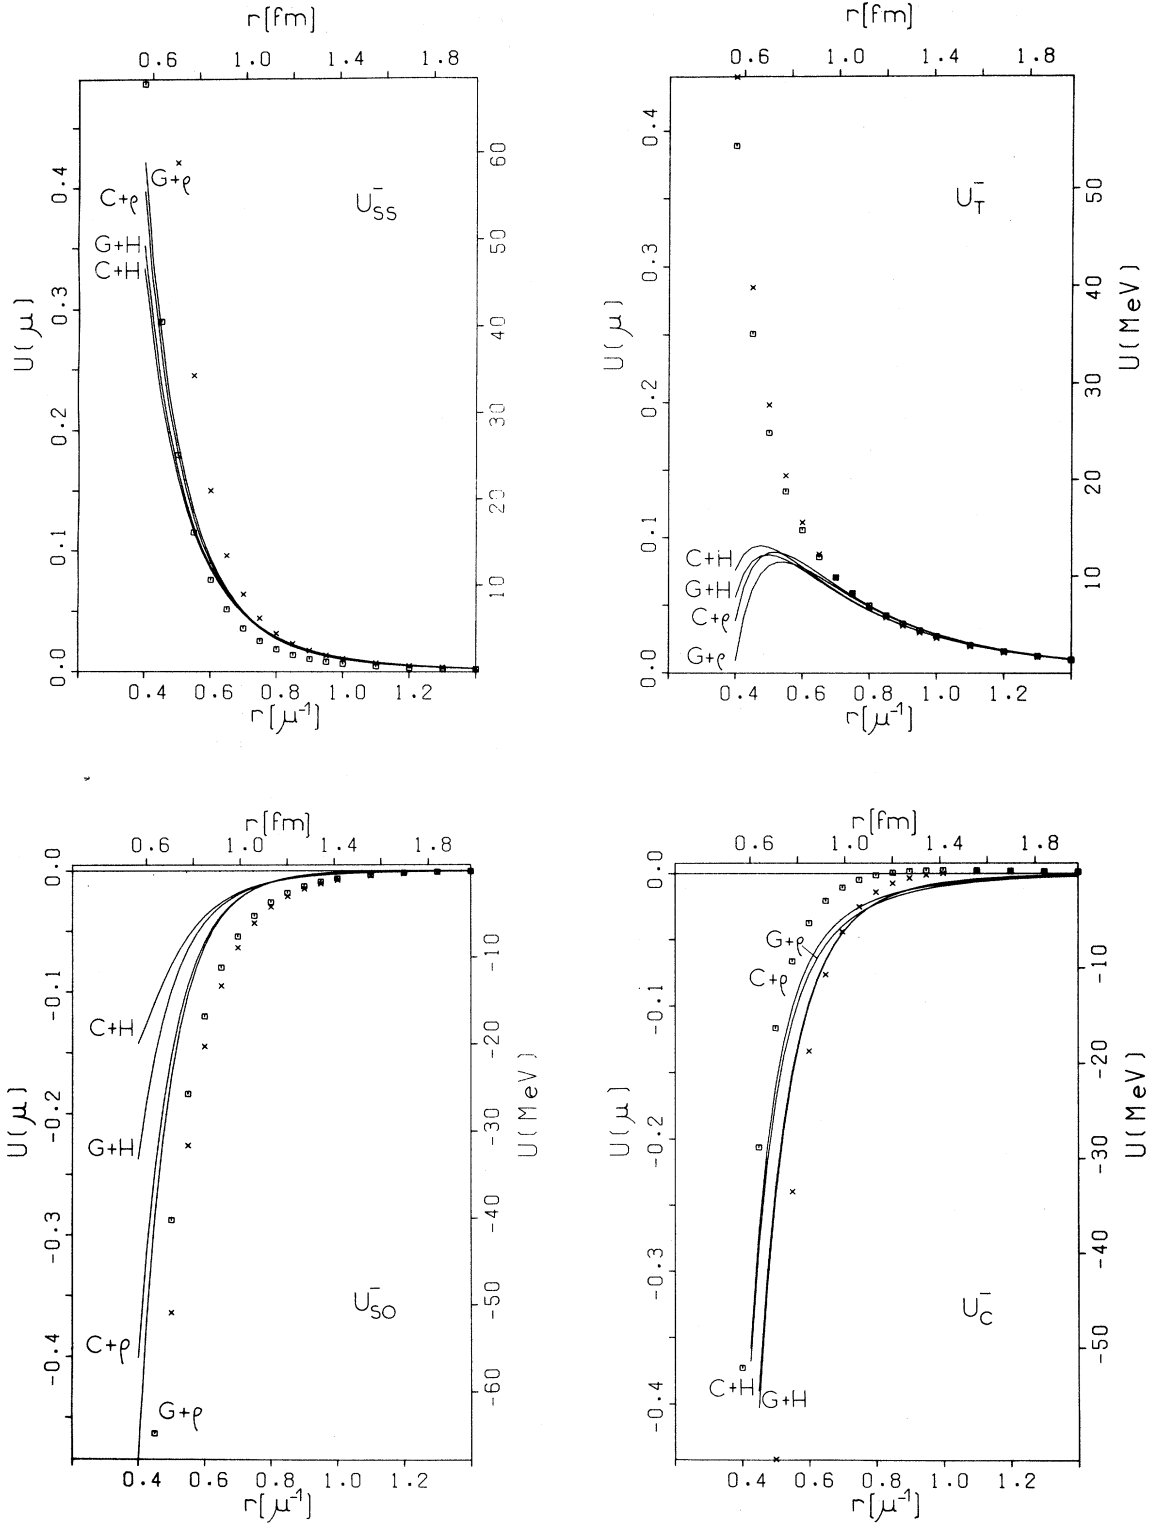 r[fm]
0.6 1.0 1.4 1.8
G+ρ
C+ρ
G+H
C+H
U⁻SS
U(μ)
0.4
0.3
0.2
0.1
0.0
60
50
40
30
20
10
0.4 0.6 0.8 1.0 1.2
r[μ⁻¹]
r[fm]
0.6 1.0 1.4 1.8
U⁻T
U(μ)
0.4
0.3
0.2
0.1
0.0
50
40
30
20
10
U(MeV)
C+H
G+H
C+ρ
G+ρ
0.4 0.6 0.8 1.0 1.2
r[μ⁻¹]
r[fm]
0.6 1.0 1.4 1.8
U(μ)
0.0
-0.1
-0.2
-0.3
-0.4
-10
-20
-30
-40
-50
-60
U(MeV)
C+H
G+H
C+ρ
G+ρ
U⁻SO
0.4 0.6 0.8 1.0 1.2
r[μ⁻¹]
r[fm]
0.6 1.0 1.4 1.8
U(μ)
0.0
-0.1
-0.2
-0.3
-0.4
-10
-20
-30
-40
-50
U(MeV)
G+ρ
C+ρ
U⁻C
C+H
G+H
0.4 0.6 0.8 1.0 1.2
r[μ⁻¹]